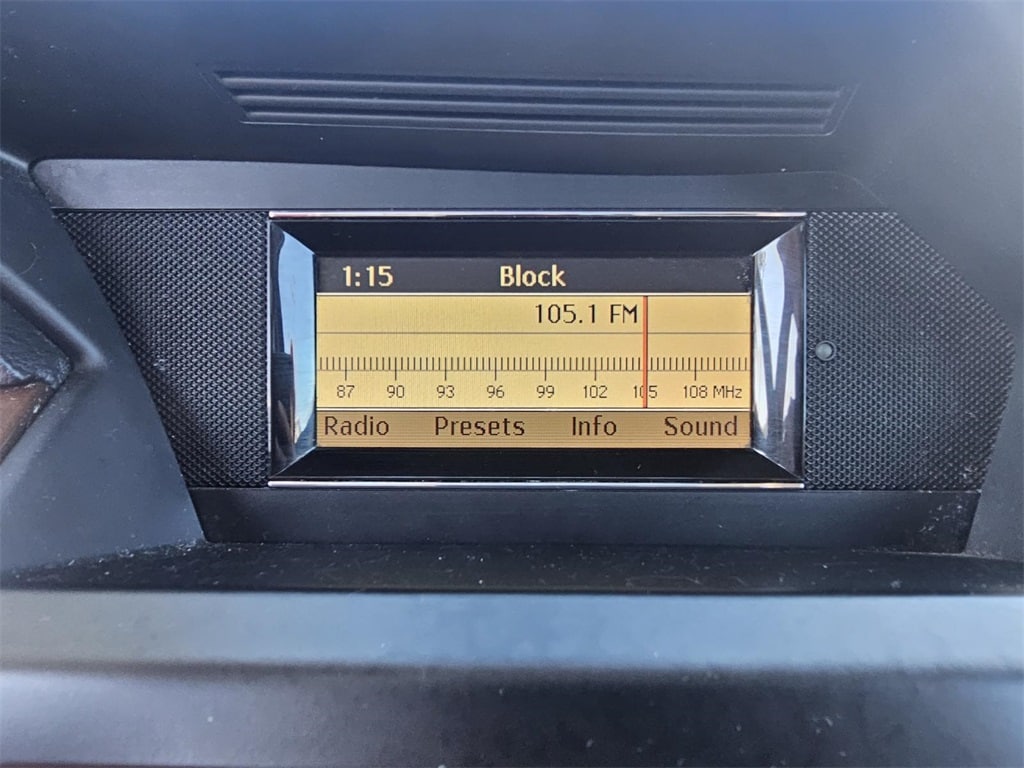 1:15 Block
105.1 FM
87 90 93 96 99 102 105 108 MHz
Radio Presets Info Sound